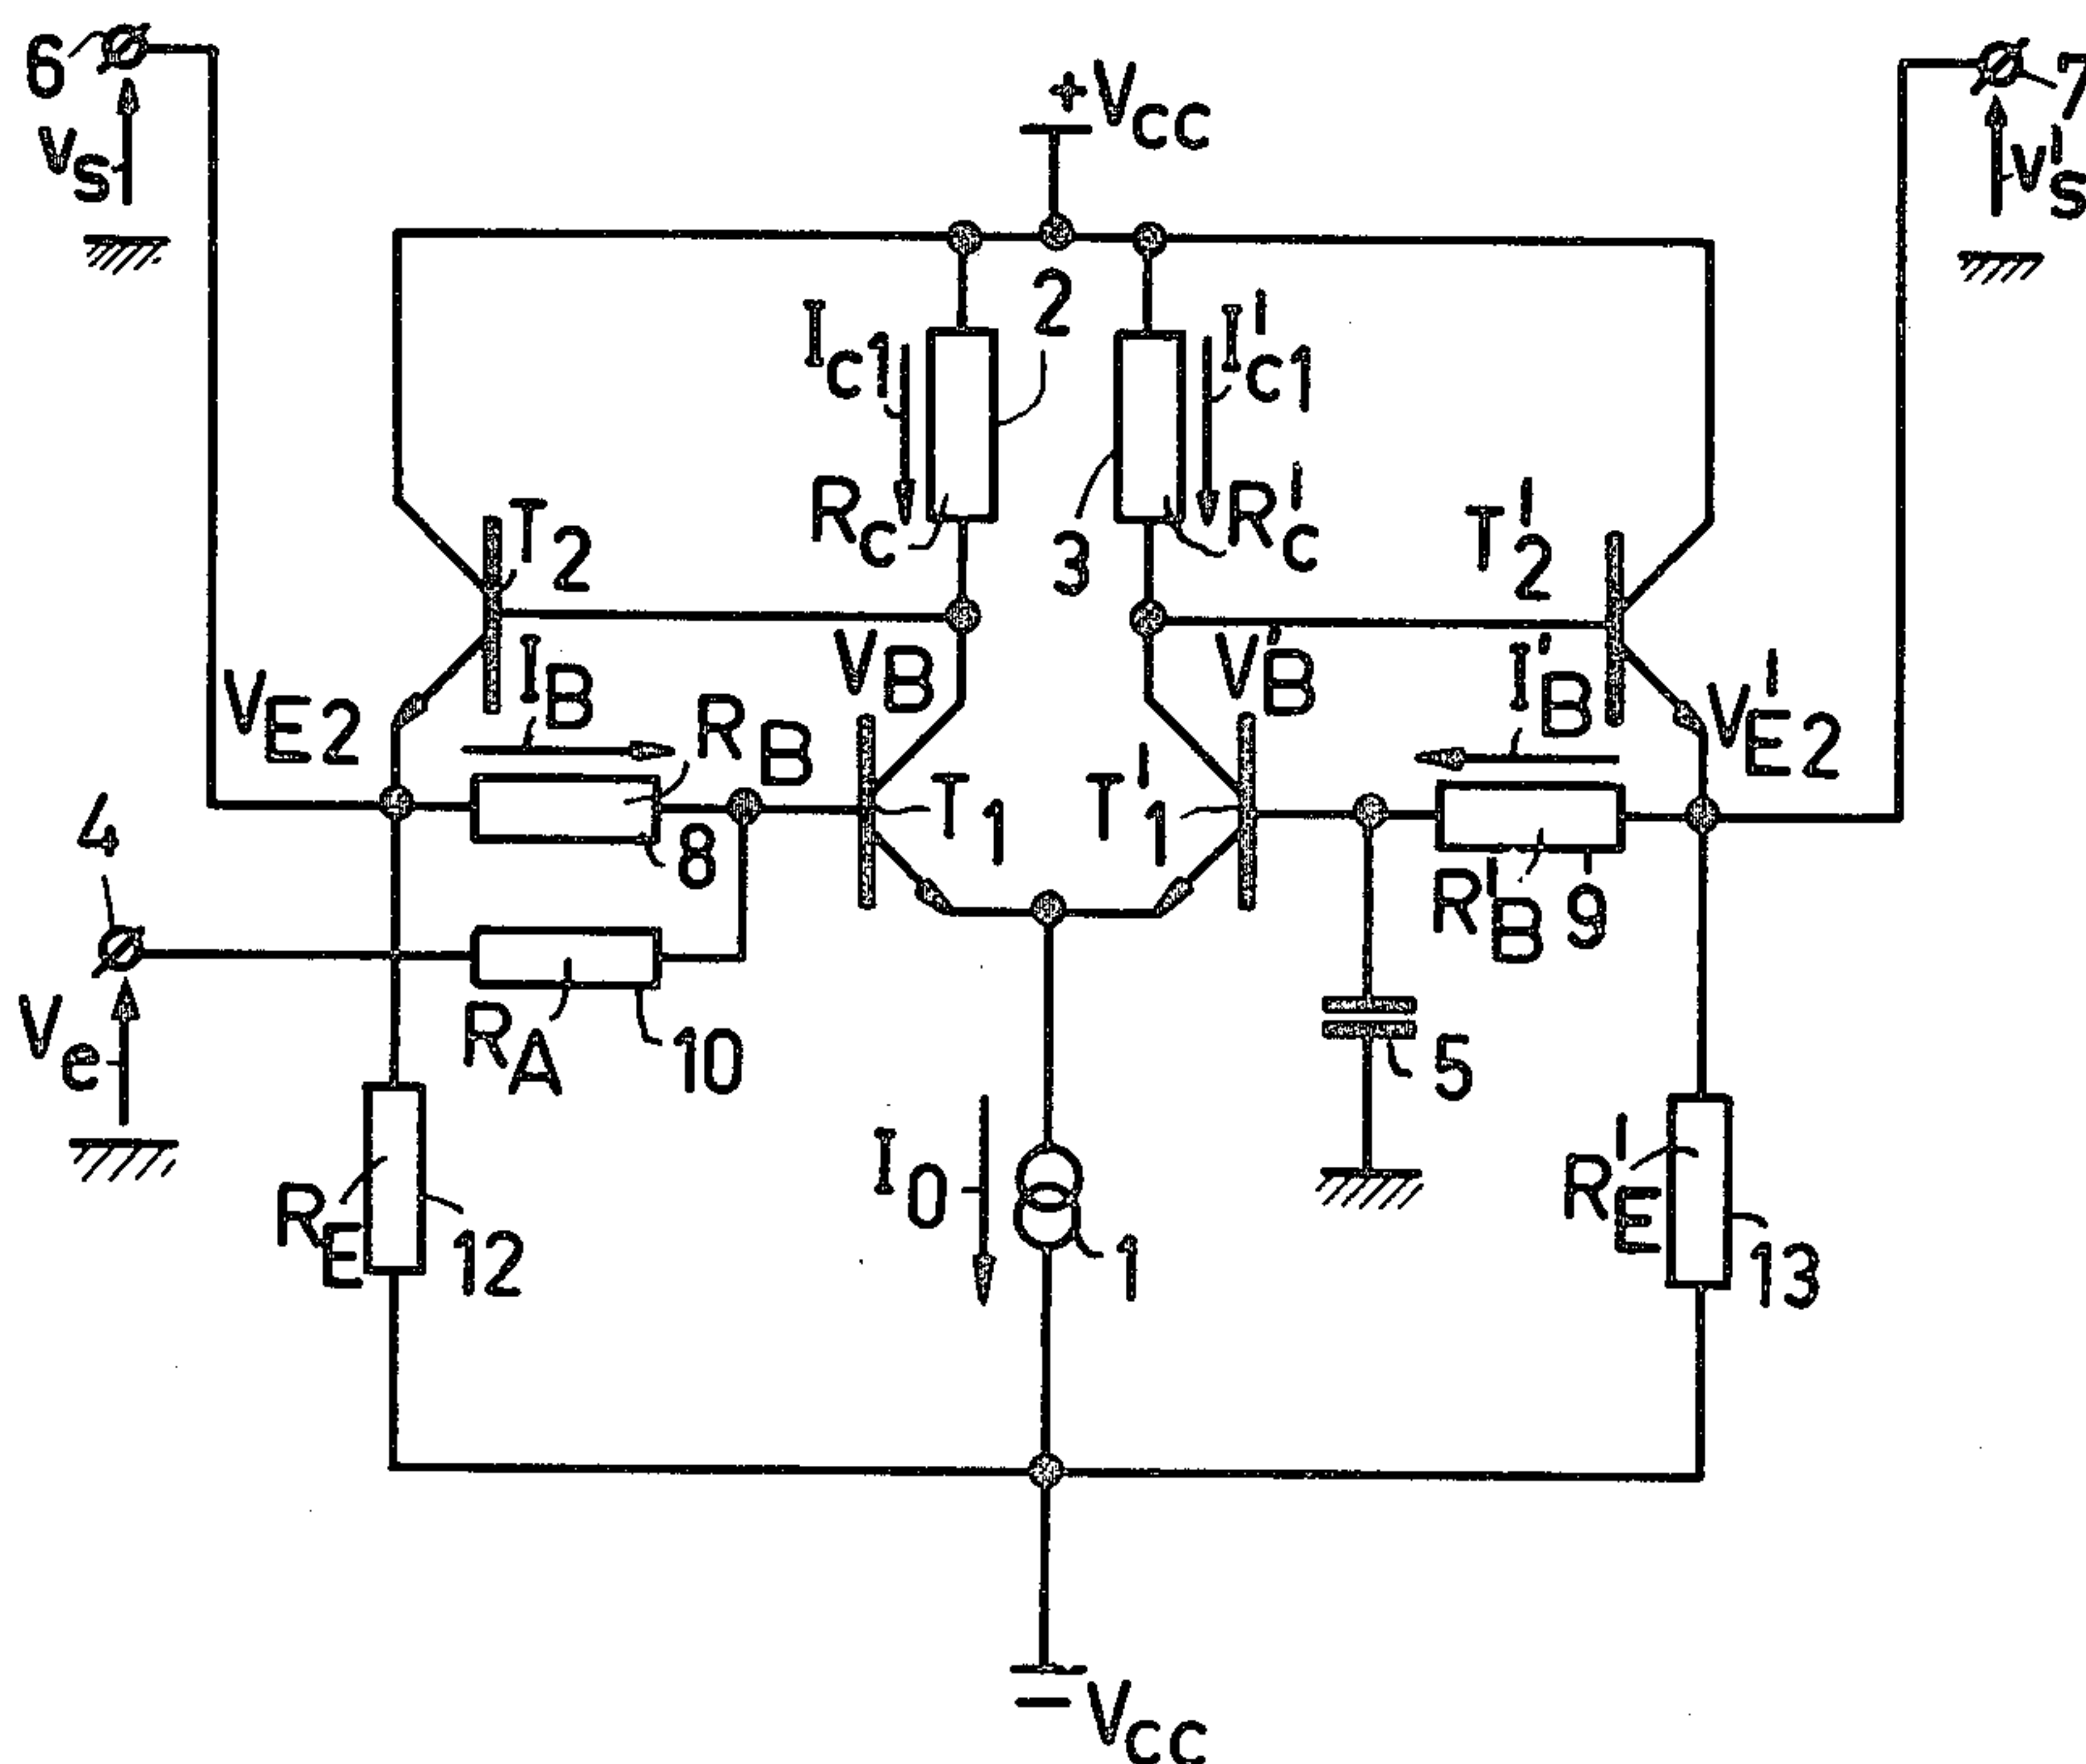 6
7
+Vcc
vs
v's
2
Ic1
I'c1
Rc
R'c
3
T2
T'2
IB
VB
V'B
I'B
VE2
RB
V'E2
4
T1
T'1
8
R'B
9
Ve
RA
10
5
RE
12
I0
1
R'E
13
−Vcc